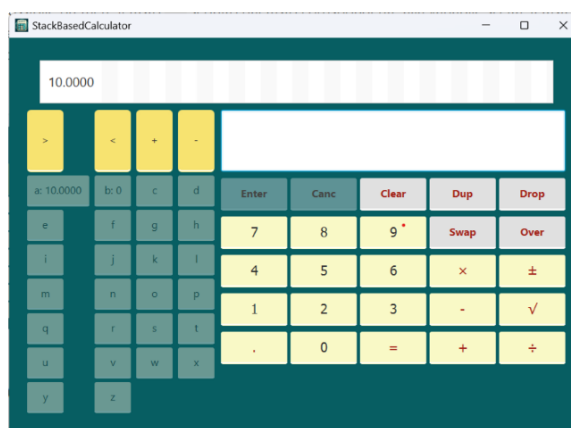 StackBasedCalculator
10.0000
> < + -
a: 10.0000 b: 0 c d Enter Canc Clear Dup Drop
e f g h 7 8 9 Swap Over
i j k l 4 5 6 × ±
m n o p 1 2 3 - √
q r s t . 0 = + ÷
u v w x
y z